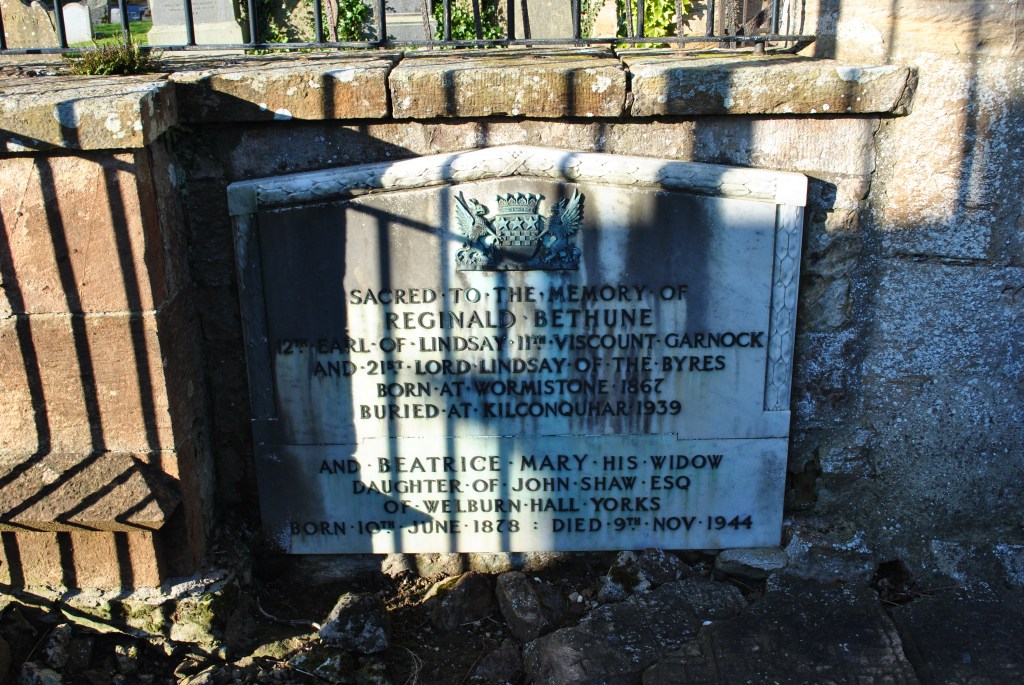 SACRED·TO·THE·MEMORY·OF
REGINALD·BETHUNE
12TH·EARL·OF·LINDSAY·11TH·VISCOUNT·GARNOCK
AND·21ST·LORD·LINDSAY·OF·THE·BYRES
BORN·AT·WORMISTONE·1867
BURIED·AT·KILCONQUHAR·1939
AND·BEATRICE·MARY·HIS·WIDOW
DAUGHTER·OF·JOHN·SHAW·ESQ
OF·WELBURN·HALL·YORKS
BORN·10TH·JUNE·1878 : DIED·9TH·NOV·1944